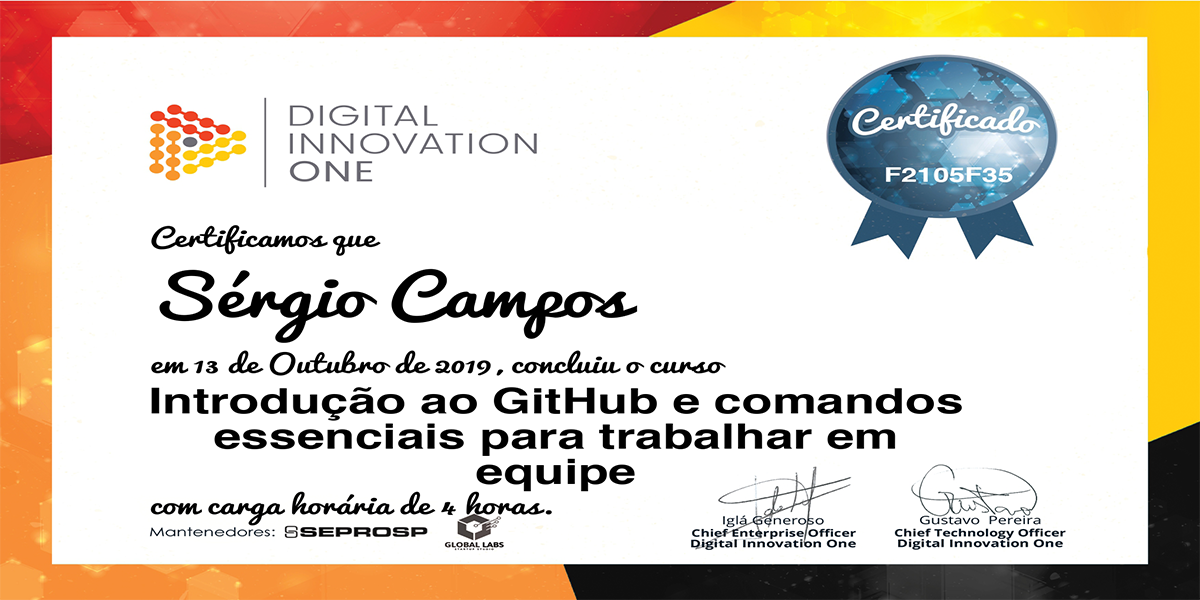 DIGITAL
INNOVATION
ONE
Certificado
F2105F35
Certificamos que
Sérgio Campos
em 13 de Outubro de 2019 , concluiu o curso
Introdução ao GitHub e comandos
essenciais para trabalhar em
equipe
com carga horária de 4 horas.
Mantenedores: SEPROSP
GLOBAL LABS
STARTUP STUDIO
Iglá Generoso
Chief Enterprise Officer
Digital Innovation One
Gustavo Pereira
Chief Technology Officer
Digital Innovation One